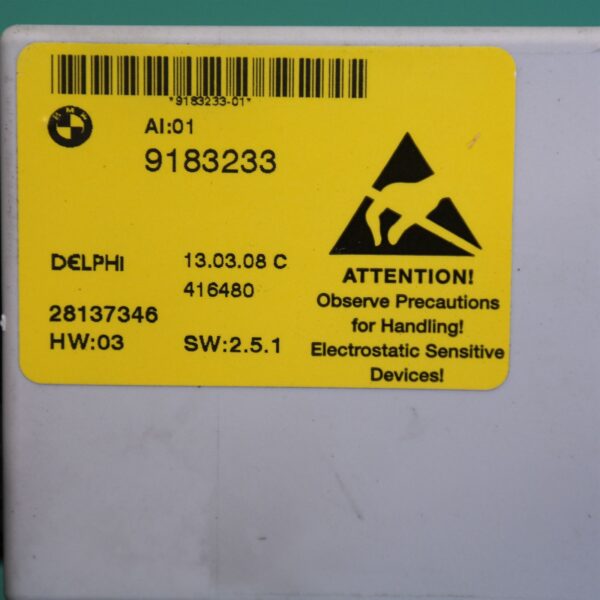 *9183233-01*
BMW
AI:01
9183233
DELPHI
13.03.08 C
416480
28137346
HW:03
SW:2.5.1
ATTENTION!
Observe Precautions
for Handling!
Electrostatic Sensitive
Devices!